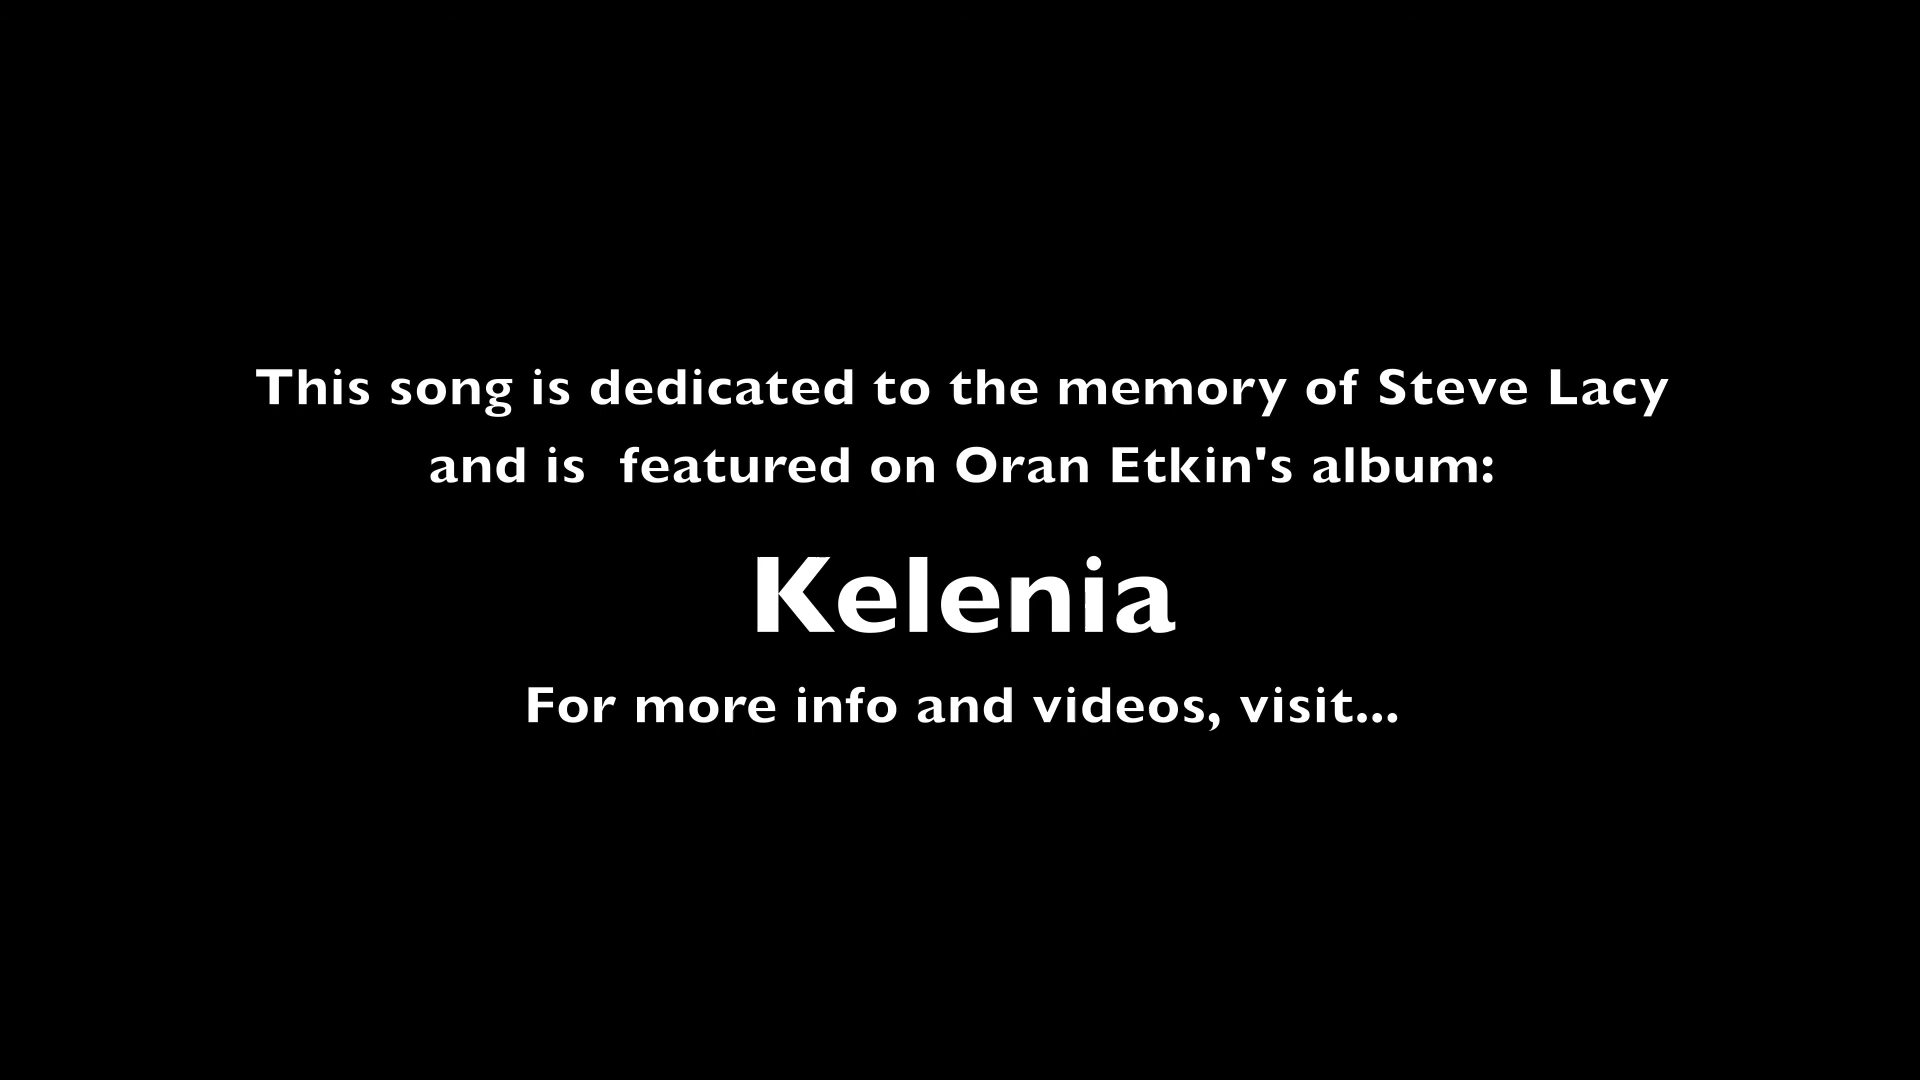 This song is dedicated to the memory of Steve Lacy
and is  featured on Oran Etkin's album:
Kelenia
For more info and videos, visit...